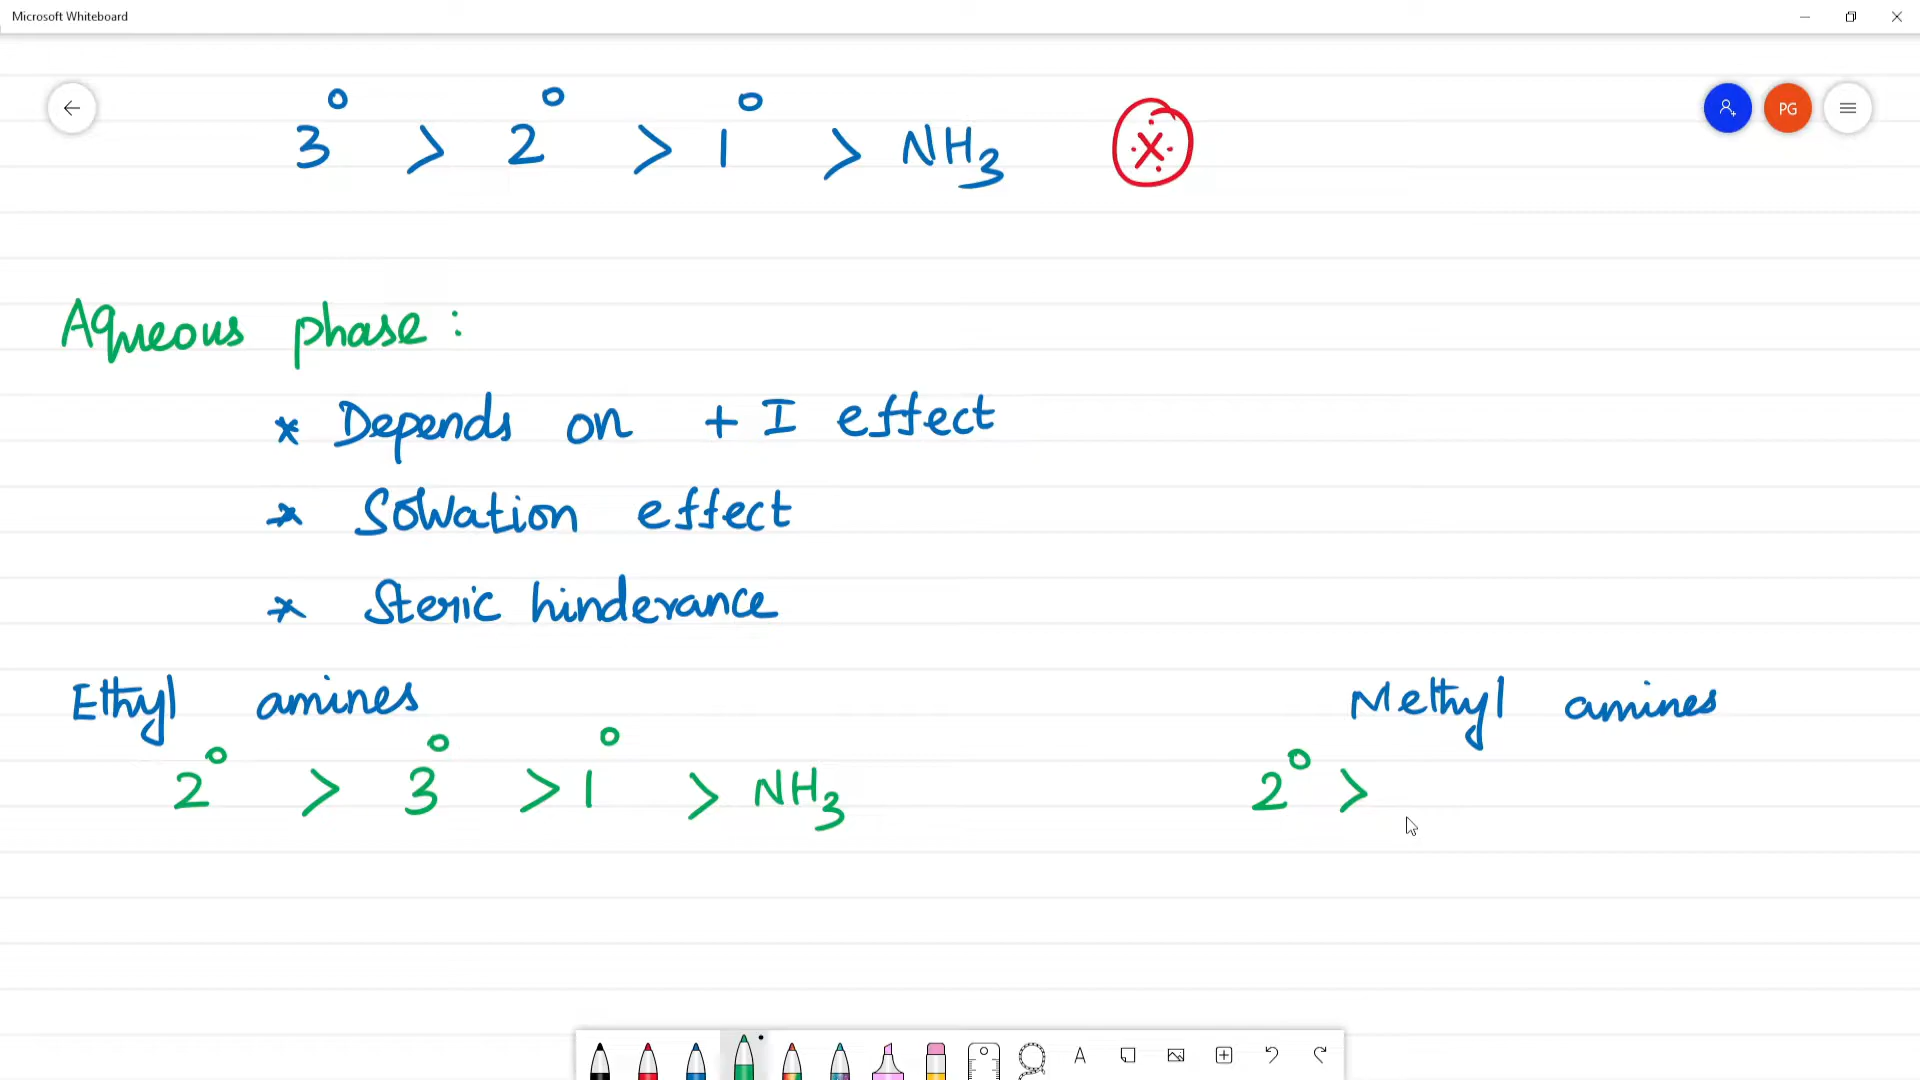 Microsoft Whiteboard
3° > 2° > 1° > NH3 X
PG
Aqueous phase :
* Depends on + I effect
* Solvation effect
* Steric hinderance
Ethyl amines
2° > 3° > 1° > NH3
Methyl amines
2° >
A